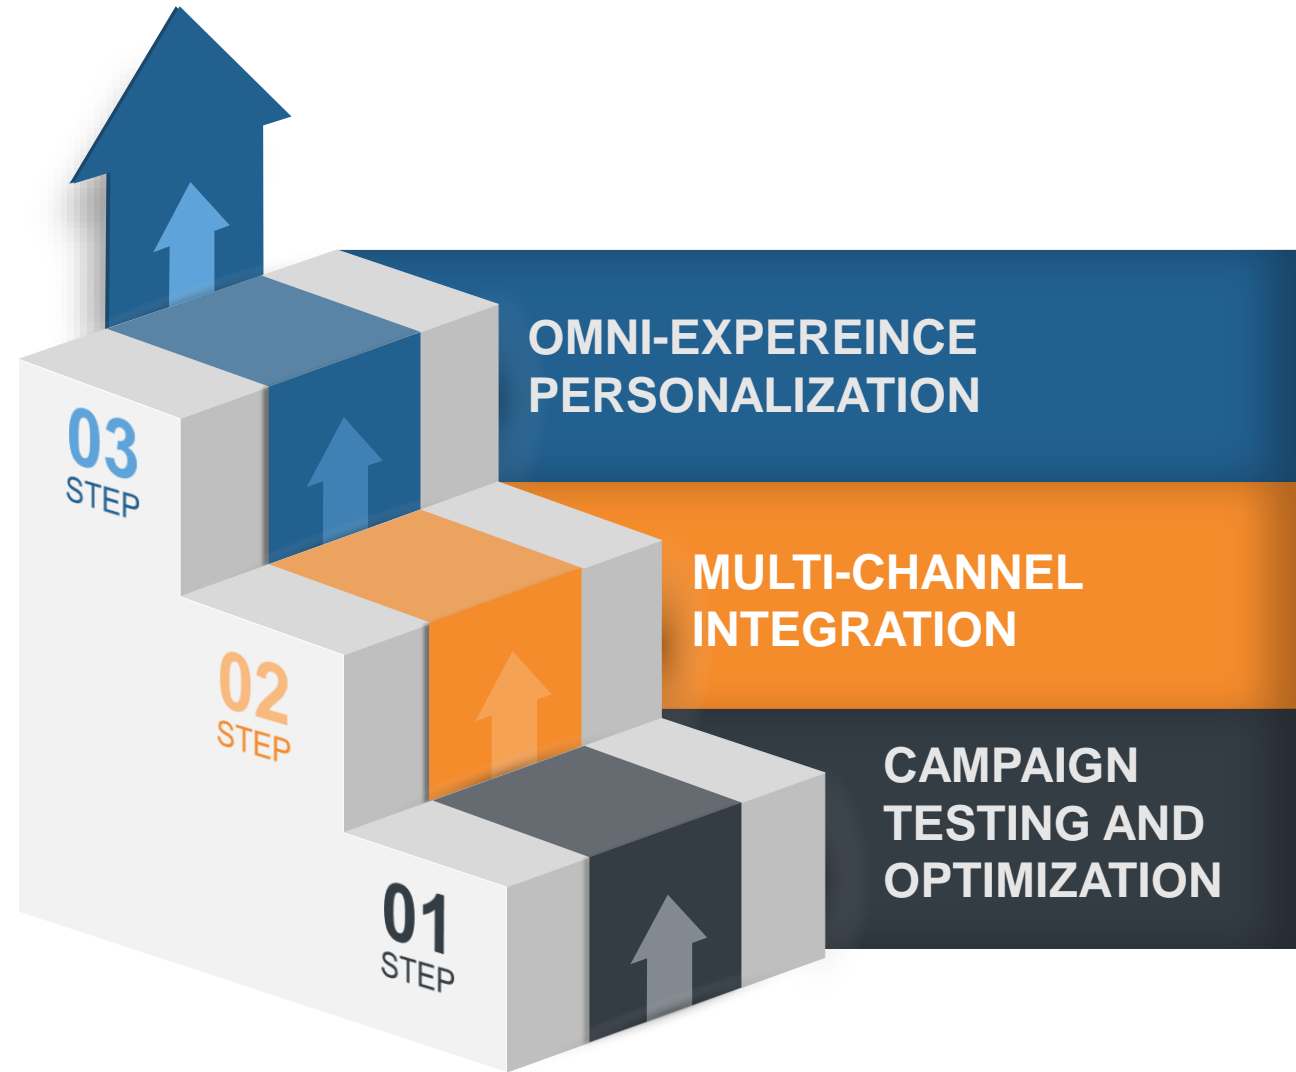 OMNI-EXPEREINCE
PERSONALIZATION
03
STEP
MULTI-CHANNEL
INTEGRATION
02
STEP
CAMPAIGN
TESTING AND
OPTIMIZATION
01
STEP